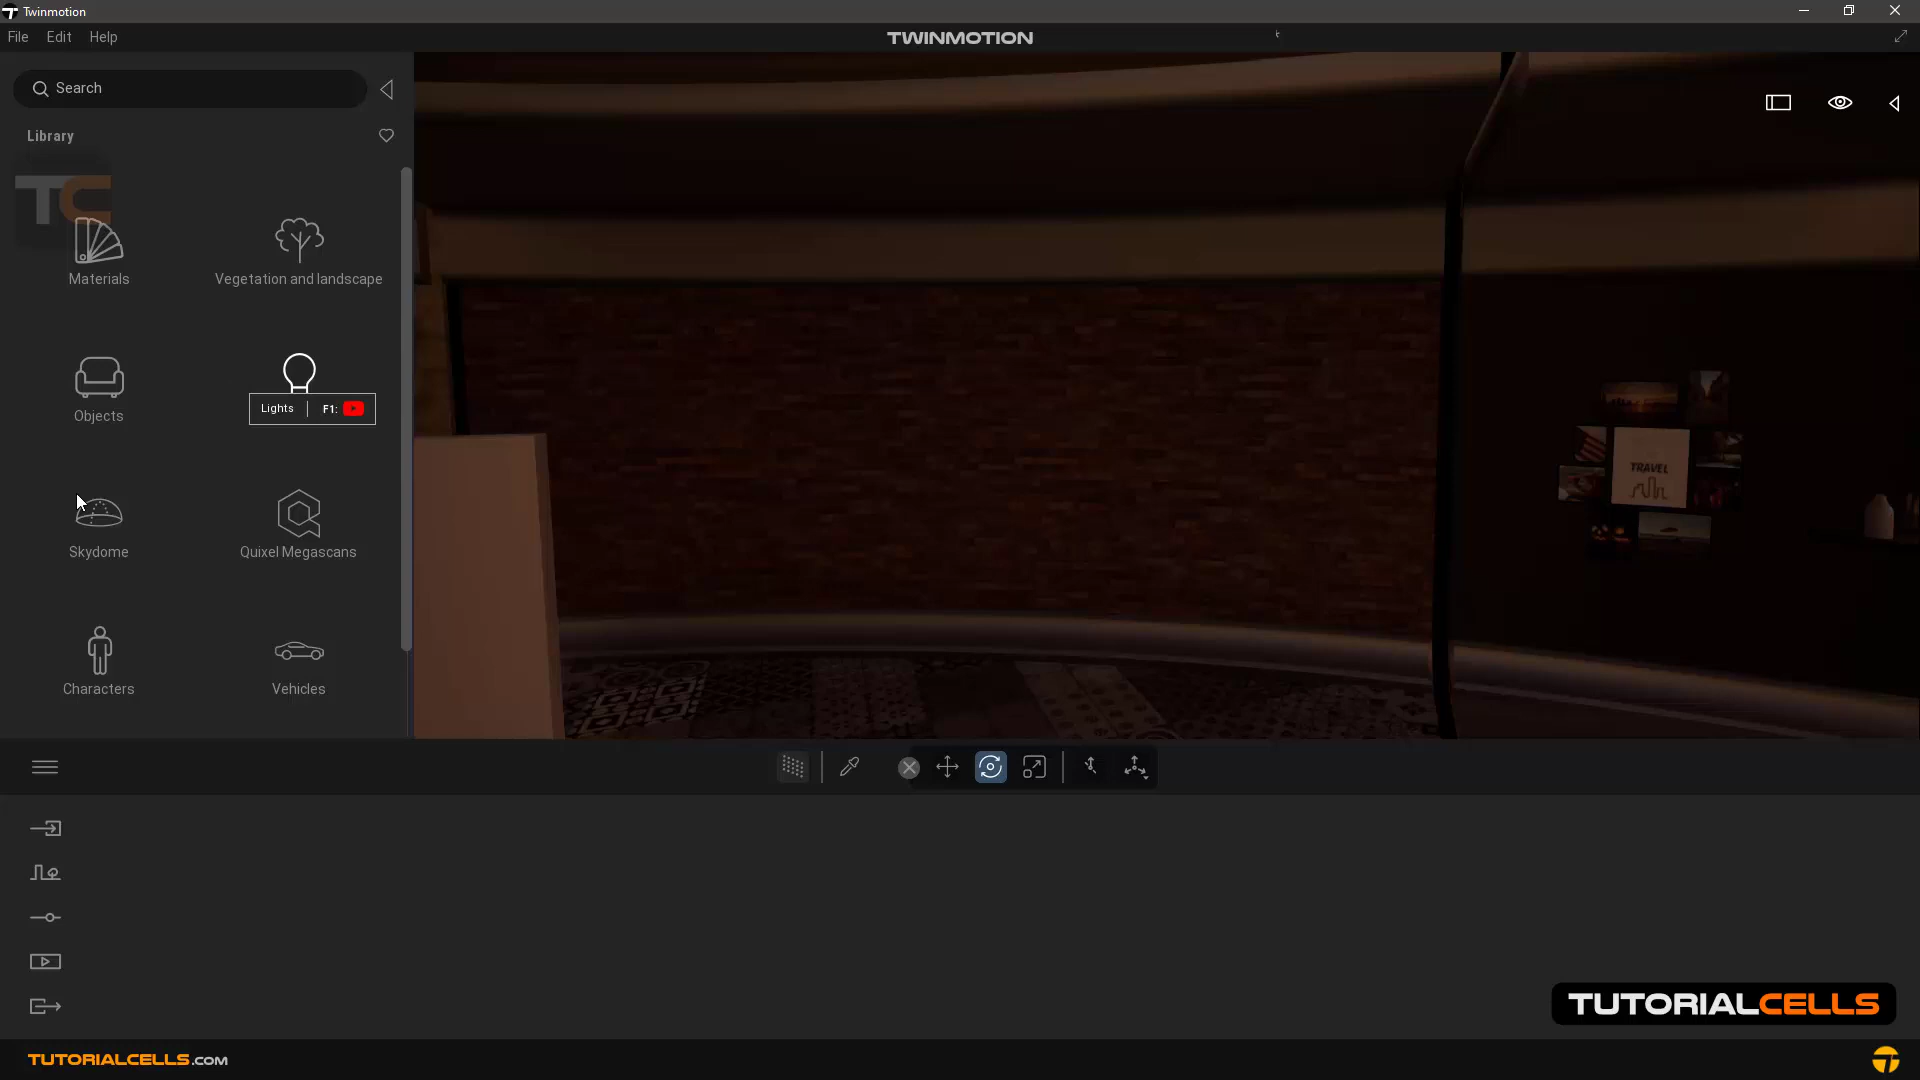 Twinmotion
File Edit Help
TWINMOTION
Search
Library
TC
Materials
Vegetation and landscape
Objects
Lights F1:
TRAVEL
Skydome
Quixel Megascans
Characters
Vehicles
TUTORIALCELLS
TUTORIALCELLS.COM